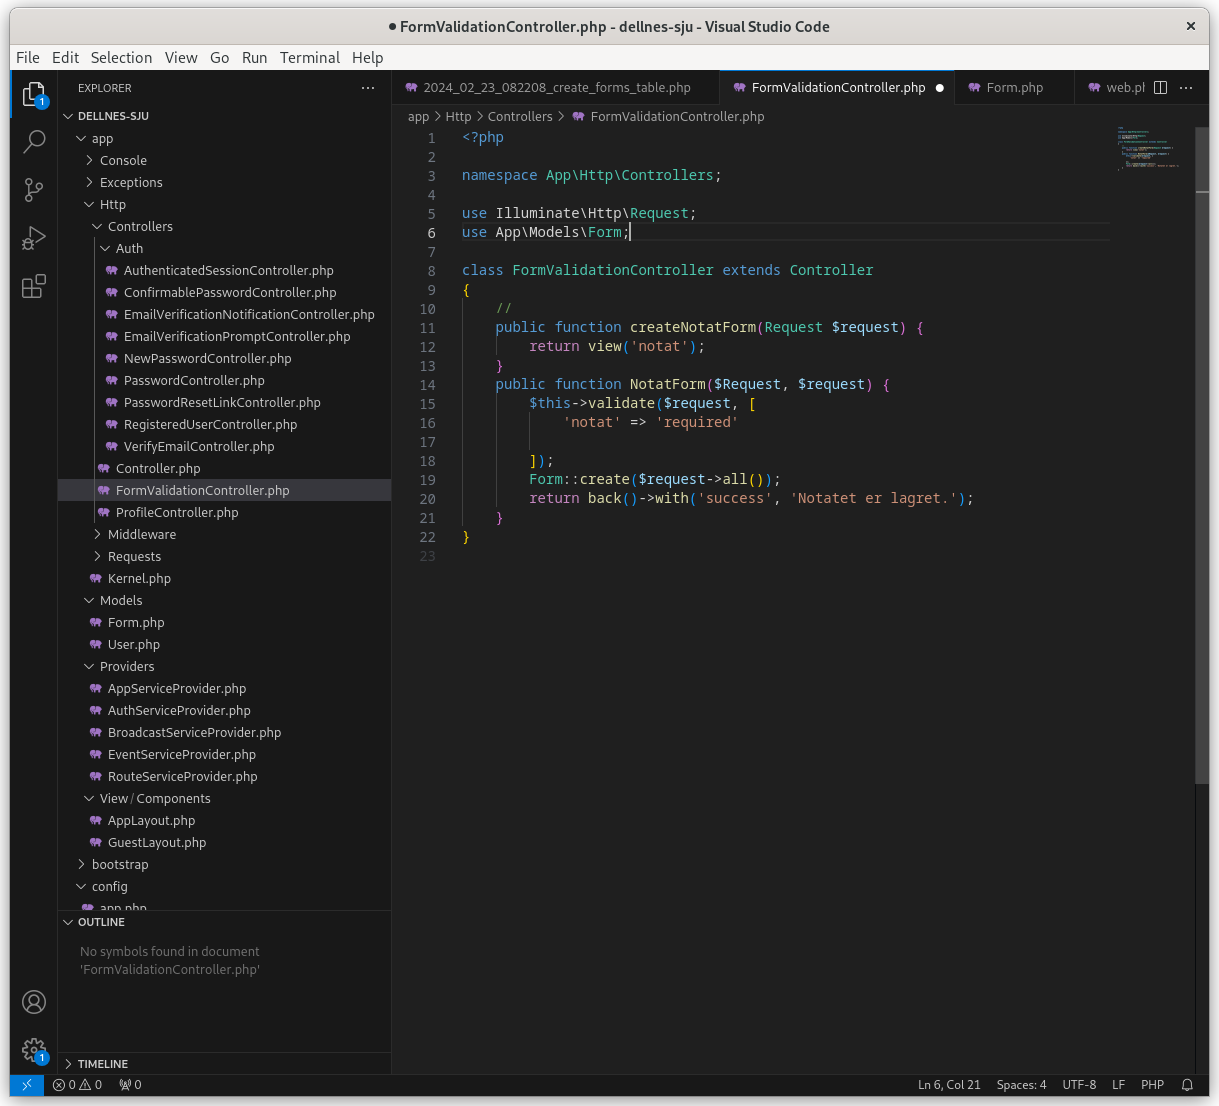 FormValidationController.php - dellnes-sju - Visual Studio Code
File Edit Selection View Go Run Terminal Help
1
EXPLORER
DELLNES-SJU
app
Console
Exceptions
Http
Controllers
Auth
AuthenticatedSessionController.php
ConfirmablePasswordController.php
EmailVerificationNotificationController.php
EmailVerificationPromptController.php
NewPasswordController.php
PasswordController.php
PasswordResetLinkController.php
RegisteredUserController.php
VerifyEmailController.php
Controller.php
FormValidationController.php
ProfileController.php
Middleware
Requests
Kernel.php
Models
Form.php
User.php
Providers
AppServiceProvider.php
AuthServiceProvider.php
BroadcastServiceProvider.php
EventServiceProvider.php
RouteServiceProvider.php
View / Components
AppLayout.php
GuestLayout.php
bootstrap
config
app.php
OUTLINE
No symbols found in document
'FormValidationController.php'
TIMELINE
1
2024_02_23_082208_create_forms_table.php FormValidationController.php Form.php web.ph
app > Http > Controllers > FormValidationController.php
1 <?php
2
3 namespace App\Http\Controllers;
4
5 use Illuminate\Http\Request;
6 use App\Models\Form;
7
8 class FormValidationController extends Controller
9 {
10 //
11 public function createNotatForm(Request $request) {
12 return view('notat');
13 }
14 public function NotatForm($Request, $request) {
15 $this->validate($request, [
16 'notat' => 'required'
17
18 ]);
19 Form::create($request->all());
20 return back()->with('success', 'Notatet er lagret.');
21 }
22 }
23
0 0 0 Ln 6, Col 21 Spaces: 4 UTF-8 LF PHP